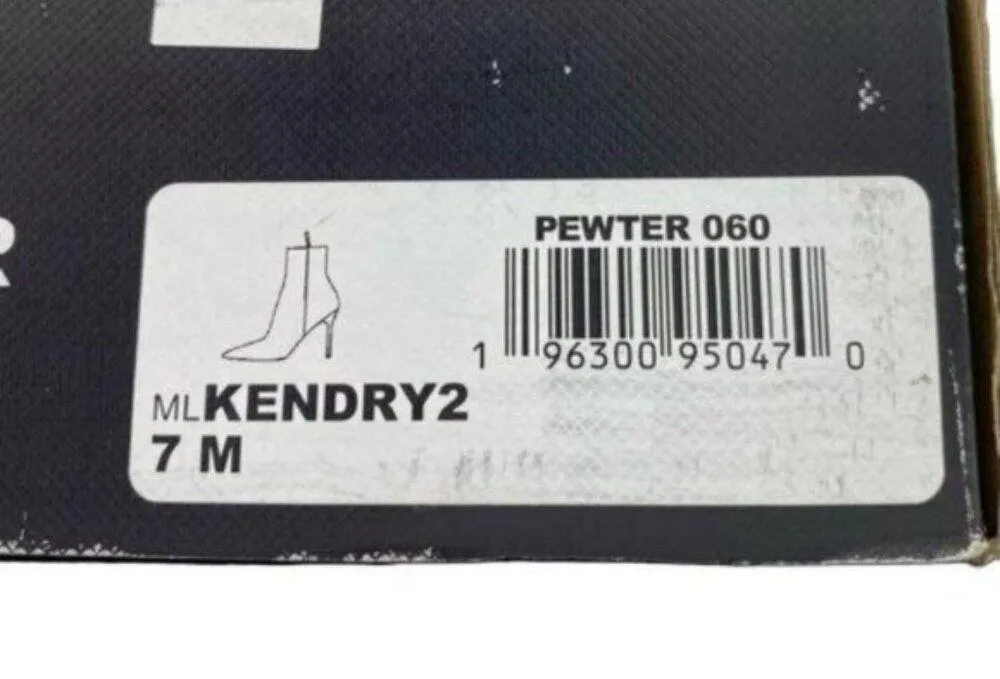 R
PEWTER 060
1 96300 95047 0
MLKENDRY2
7 M